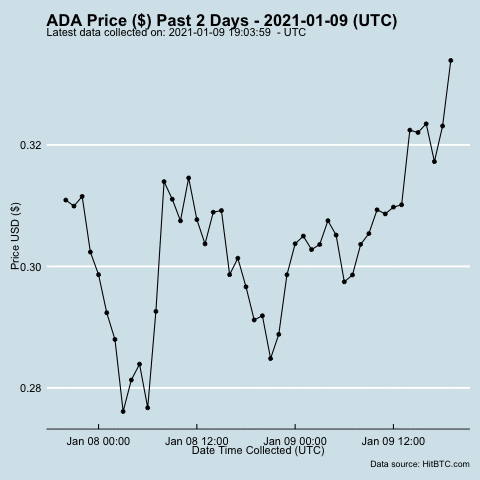 ADA Price ($) Past 2 Days - 2021-01-09 (UTC)
Latest data collected on: 2021-01-09 19:03:59 - UTC
Price USD ($)
0.32
0.30
0.28
Jan 08 00:00 Jan 08 12:00 Jan 09 00:00 Jan 09 12:00
Date Time Collected (UTC)
Data source: HitBTC.com